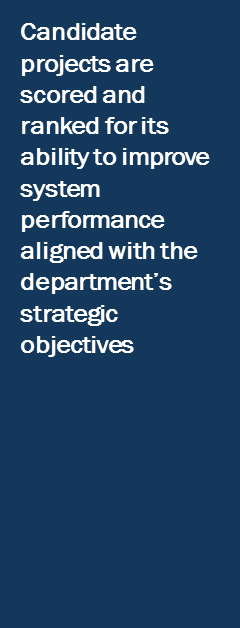 Candidate
projects are
scored and
ranked for its
ability to improve
system
performance
aligned with the
department’s
strategic
objectives